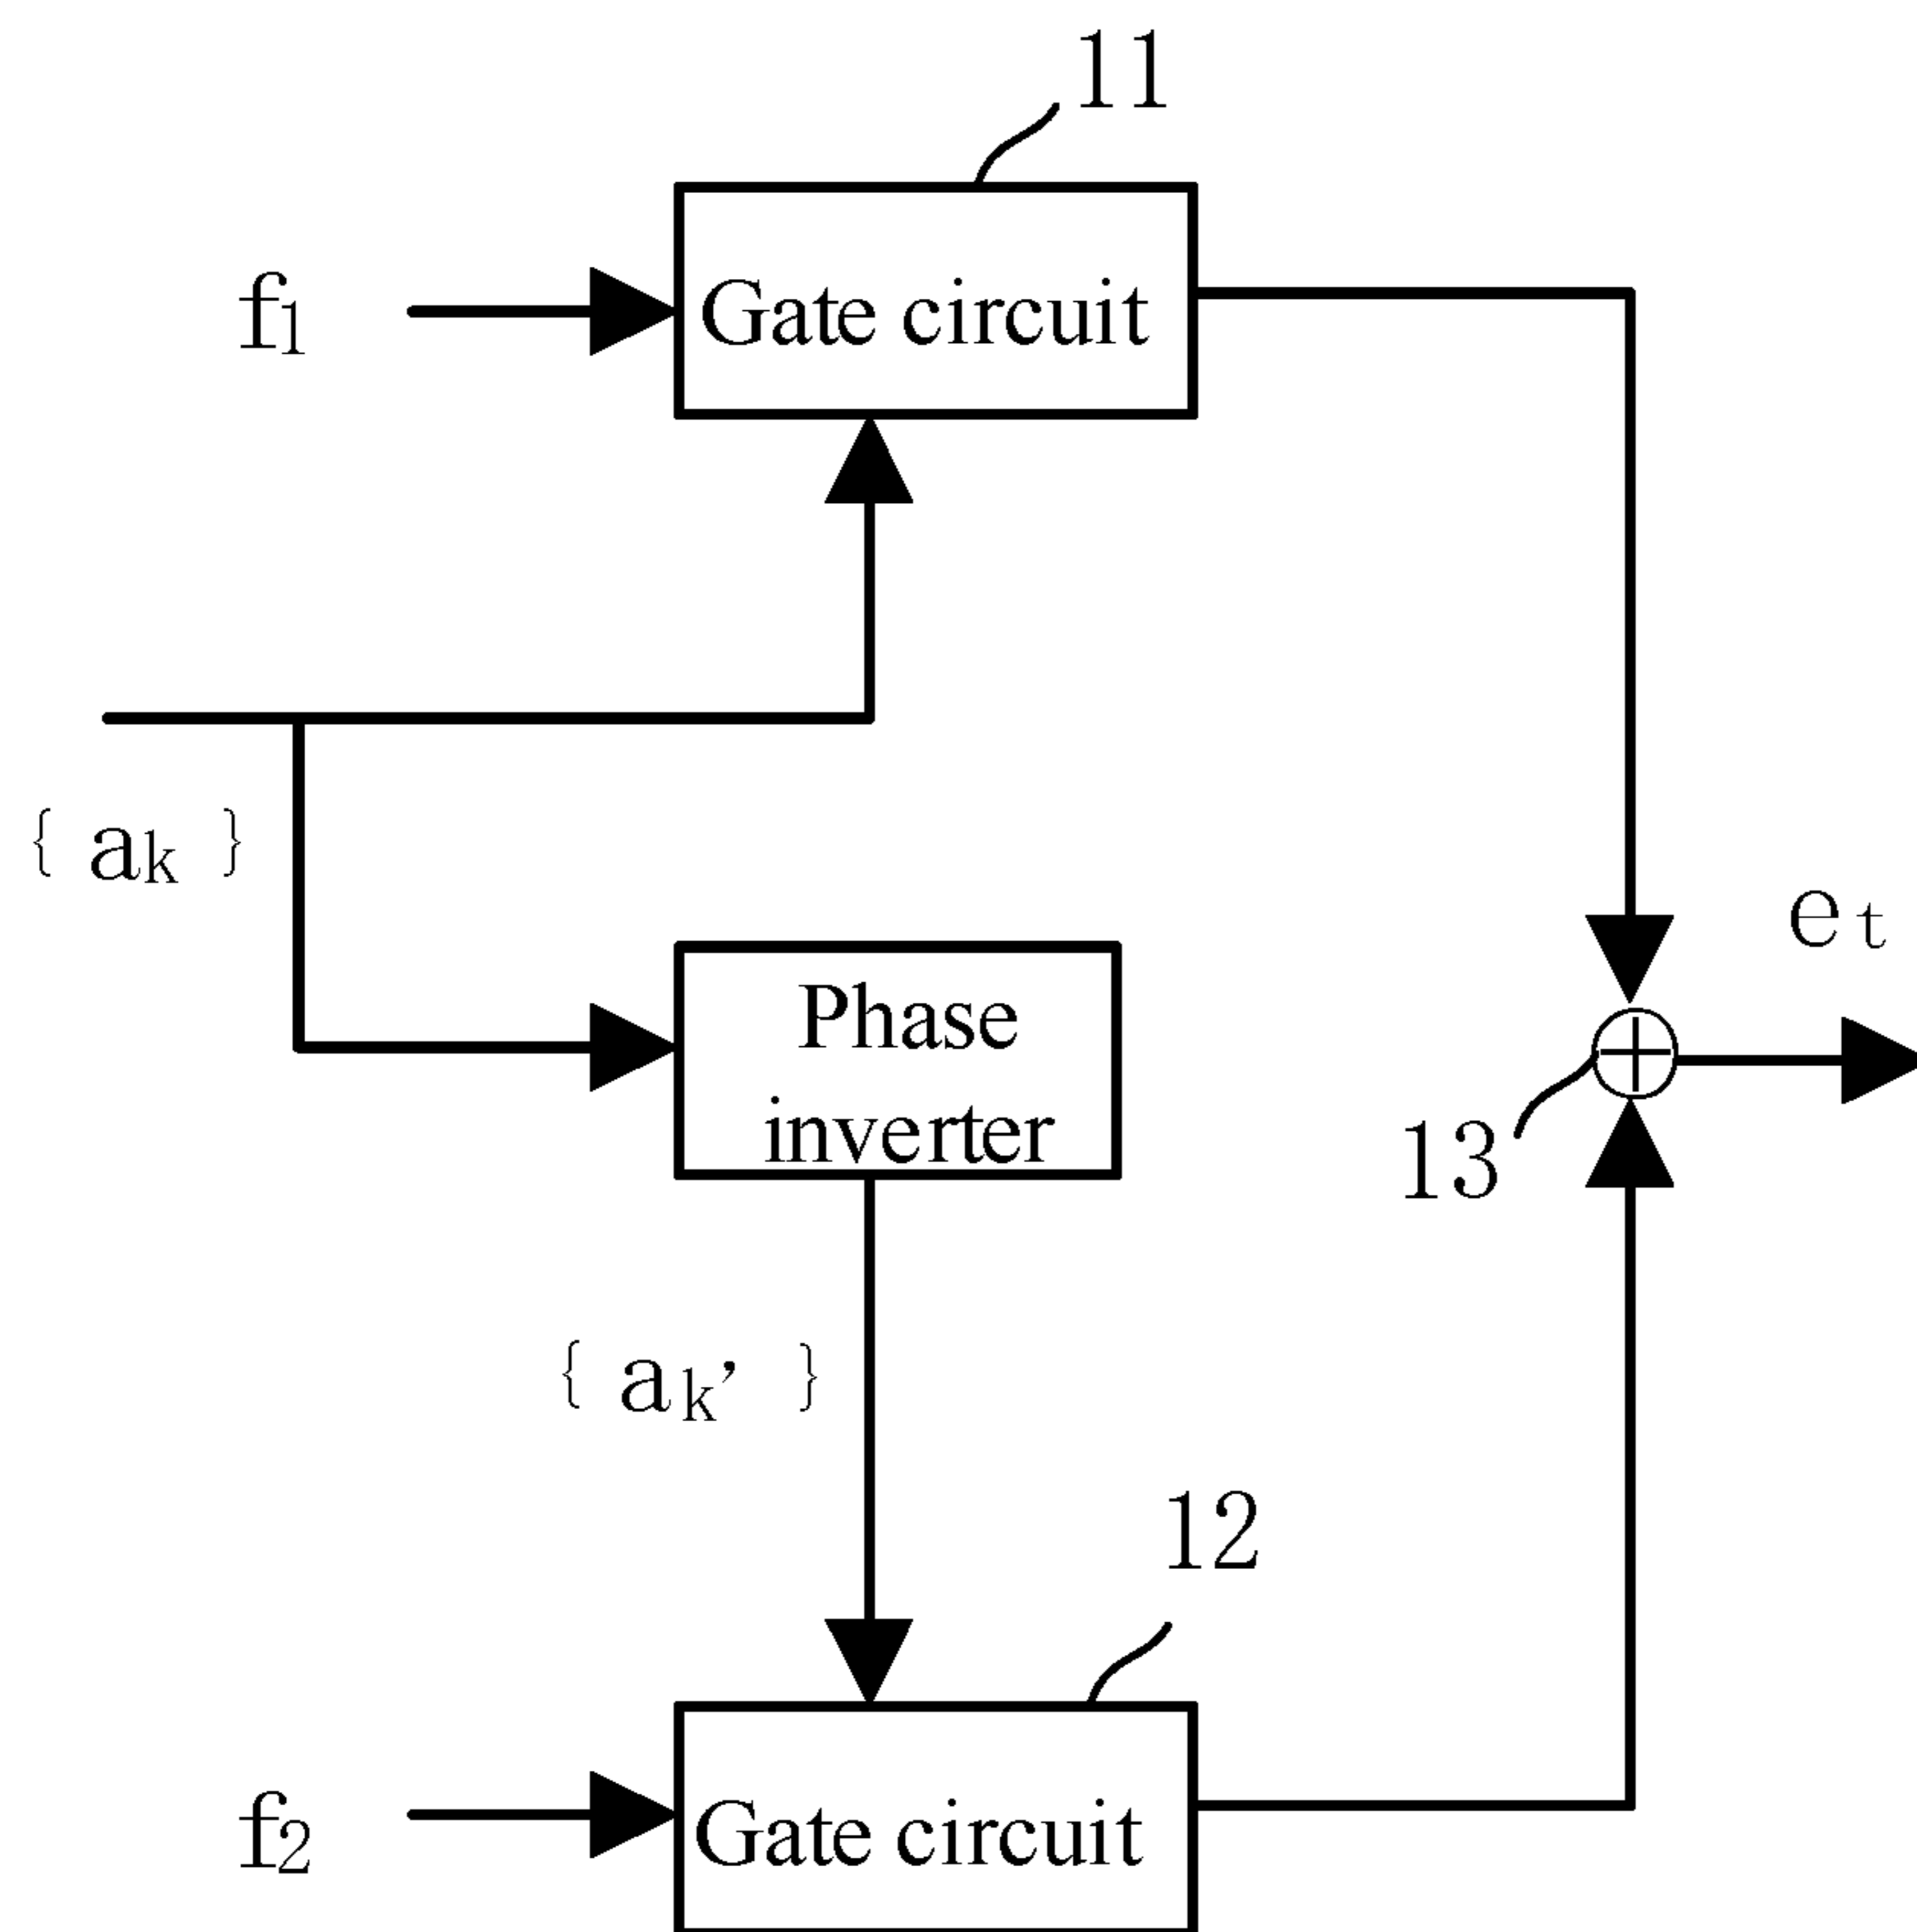 11
f1
Gate circuit
{ ak }
Phase
inverter
et
13
{ ak’ }
12
f2
Gate circuit